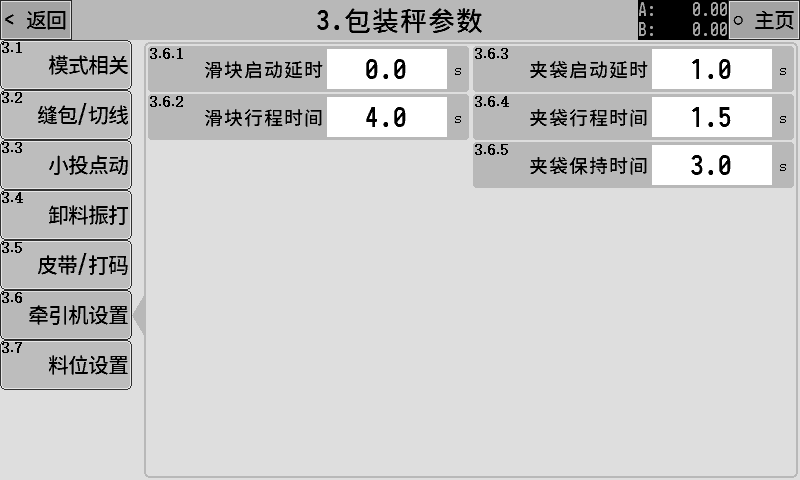 < 返回
3.包装秤参数
A: 0.00
B: 0.00
主页
3.1 模式相关
3.2 缝包/切线
3.3 小投点动
3.4 卸料振打
3.5 皮带/打码
3.6 牵引机设置
3.7 料位设置
3.6.1 滑块启动延时 0.0 s
3.6.2 滑块行程时间 4.0 s
3.6.3 夹袋启动延时 1.0 s
3.6.4 夹袋行程时间 1.5 s
3.6.5 夹袋保持时间 3.0 s